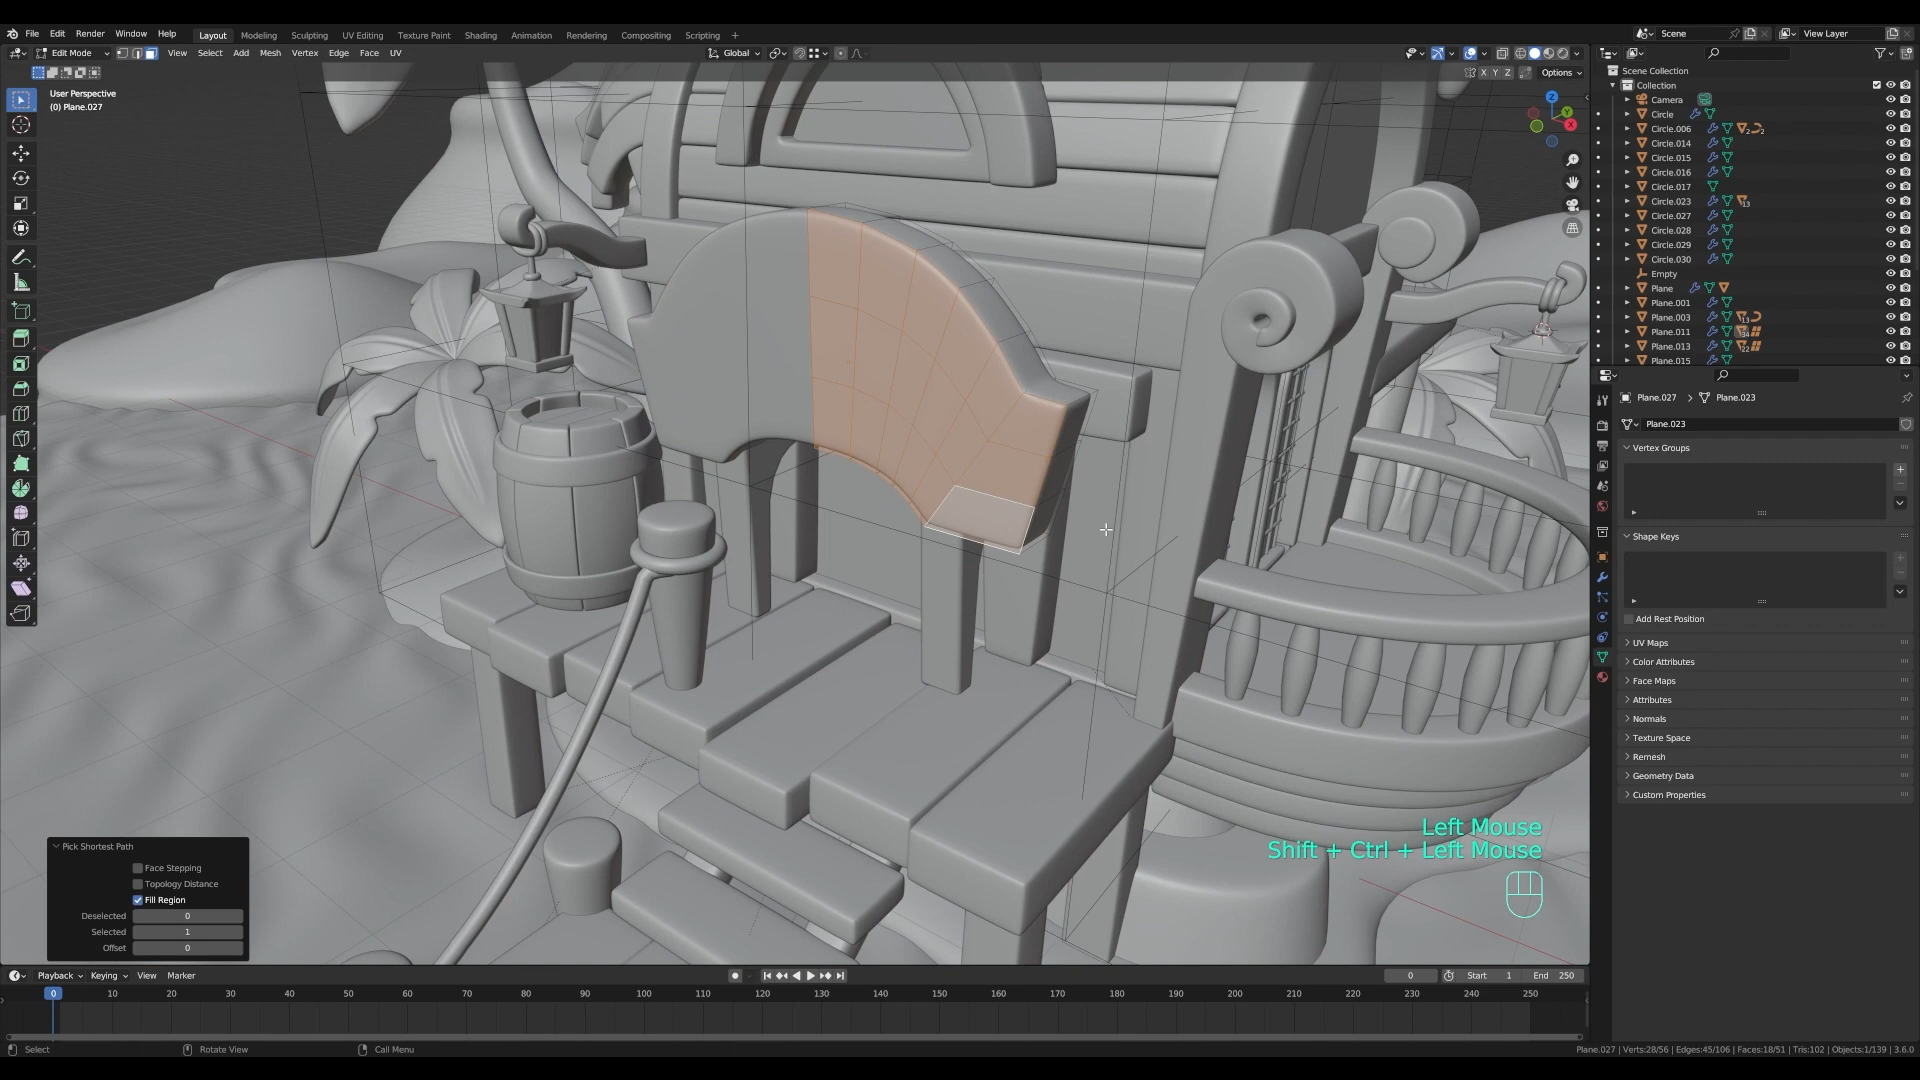 File Edit Render Window Help Layout Modeling Sculpting UV Editing Texture Paint Shading Animation Rendering Compositing Scripting + Scene View Layer
Edit Mode View Select Add Mesh Vertex Edge Face UV Global
X Y Z Options
User Perspective
(0) Plane.027
Z
Y
X
Scene Collection
Collection
Camera
Circle
Circle.006 2 2
Circle.014
Circle.015
Circle.016
Circle.017
Circle.023 13
Circle.027
Circle.028
Circle.029
Circle.030
Empty
Plane
Plane.001
Plane.003 13
Plane.011 34
Plane.013 22
Plane.015
Plane.027 > Plane.023
Plane.023
Vertex Groups
Shape Keys
Add Rest Position
UV Maps
Color Attributes
Face Maps
Attributes
Normals
Texture Space
Remesh
Geometry Data
Custom Properties
Left Mouse
Shift + Ctrl + Left Mouse
Pick Shortest Path
Face Stepping
Topology Distance
Fill Region
Deselected 0
Selected 1
Offset 0
Playback Keying View Marker 0 Start 1 End 250
0 10 20 30 40 50 60 70 80 90 100 110 120 130 140 150 160 170 180 190 200 210 220 230 240 250
Select Rotate View Call Menu Plane.027 | Verts:28/56 | Edges:45/106 | Faces:18/51 | Tris:102 | Objects:1/139 | 3.6.0